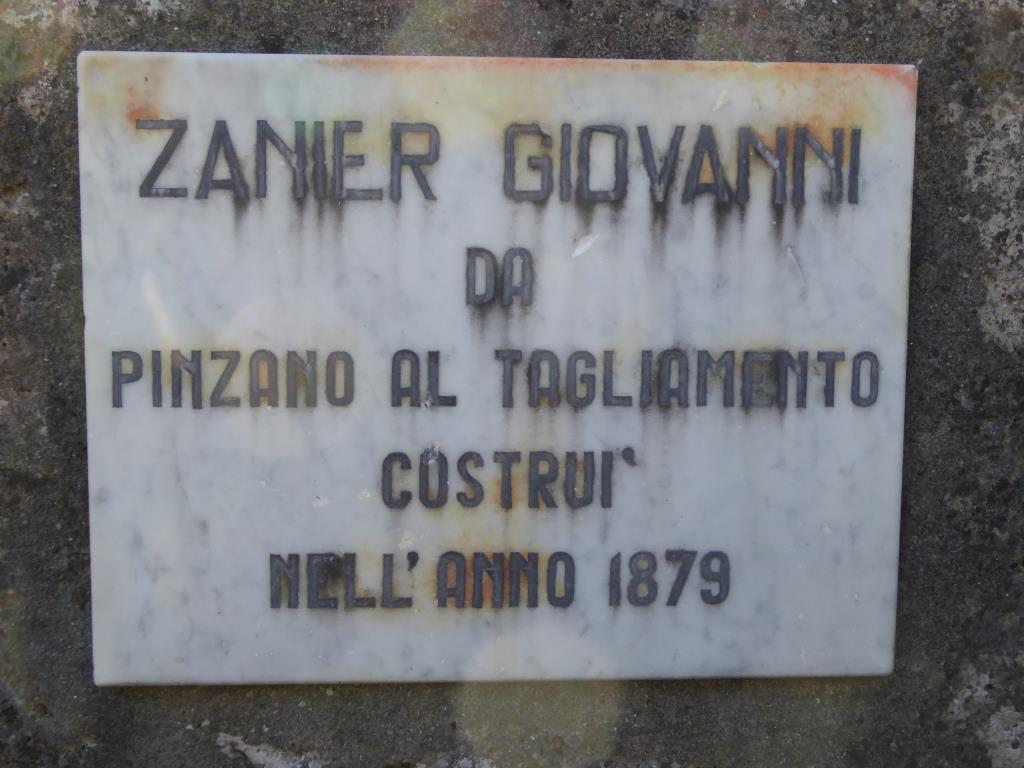 ZANIER GIOVANNI
DA
PINZANO AL TAGLIAMENTO
COSTRUI`
NELL'ANNO 1879